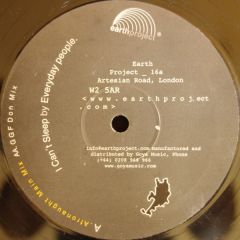 earthproject
Earth
Project _ 16a
Artesian Road, London
W2 5AR
<www.earthproject
.com>
info@earthproject.com manufactured and
distributed by Goya Music, Phone
(+44) 0208 968 966
www.goyamusic.com
I Can't Sleep by Everyday people.
A Afronaught Main Mix AA GGF Don Mix